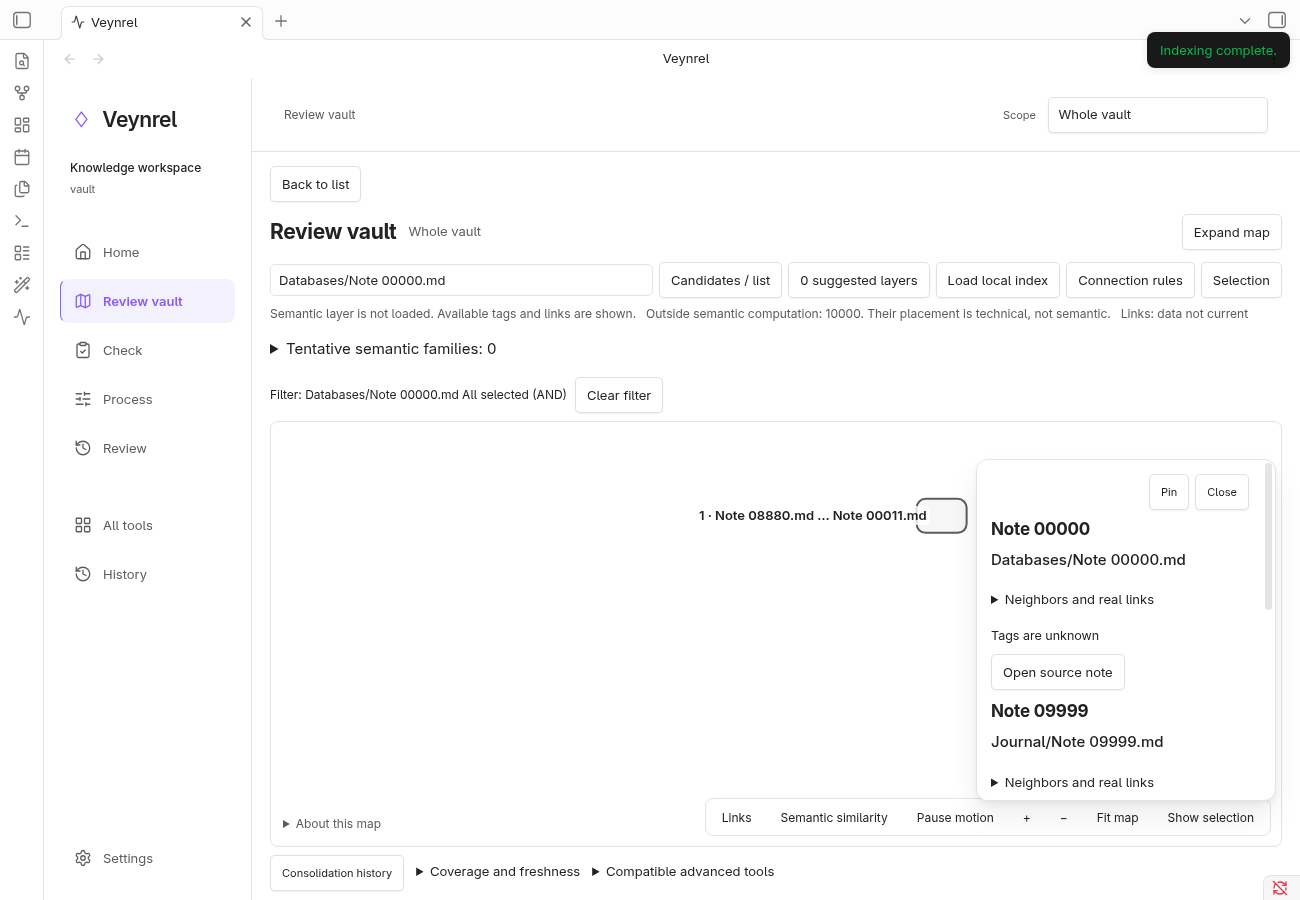 Veynrel
Veynrel
Indexing complete.
Veynrel
Knowledge workspace
vault
Home
Review vault
Check
Process
Review
All tools
History
Settings
Review vault
Scope
Whole vault
Back to list
Review vault
Whole vault
Expand map
Databases/Note 00000.md
Candidates / list
0 suggested layers
Load local index
Connection rules
Selection
Semantic layer is not loaded. Available tags and links are shown. Outside semantic computation: 10000. Their placement is technical, not semantic. Links: data not current
Tentative semantic families: 0
Filter: Databases/Note 00000.md All selected (AND)
Clear filter
1 · Note 08880.md … Note 00011.md
Pin
Close
Note 00000
Databases/Note 00000.md
Neighbors and real links
Tags are unknown
Open source note
Note 09999
Journal/Note 09999.md
Neighbors and real links
About this map
Links
Semantic similarity
Pause motion
+
−
Fit map
Show selection
Consolidation history
Coverage and freshness
Compatible advanced tools